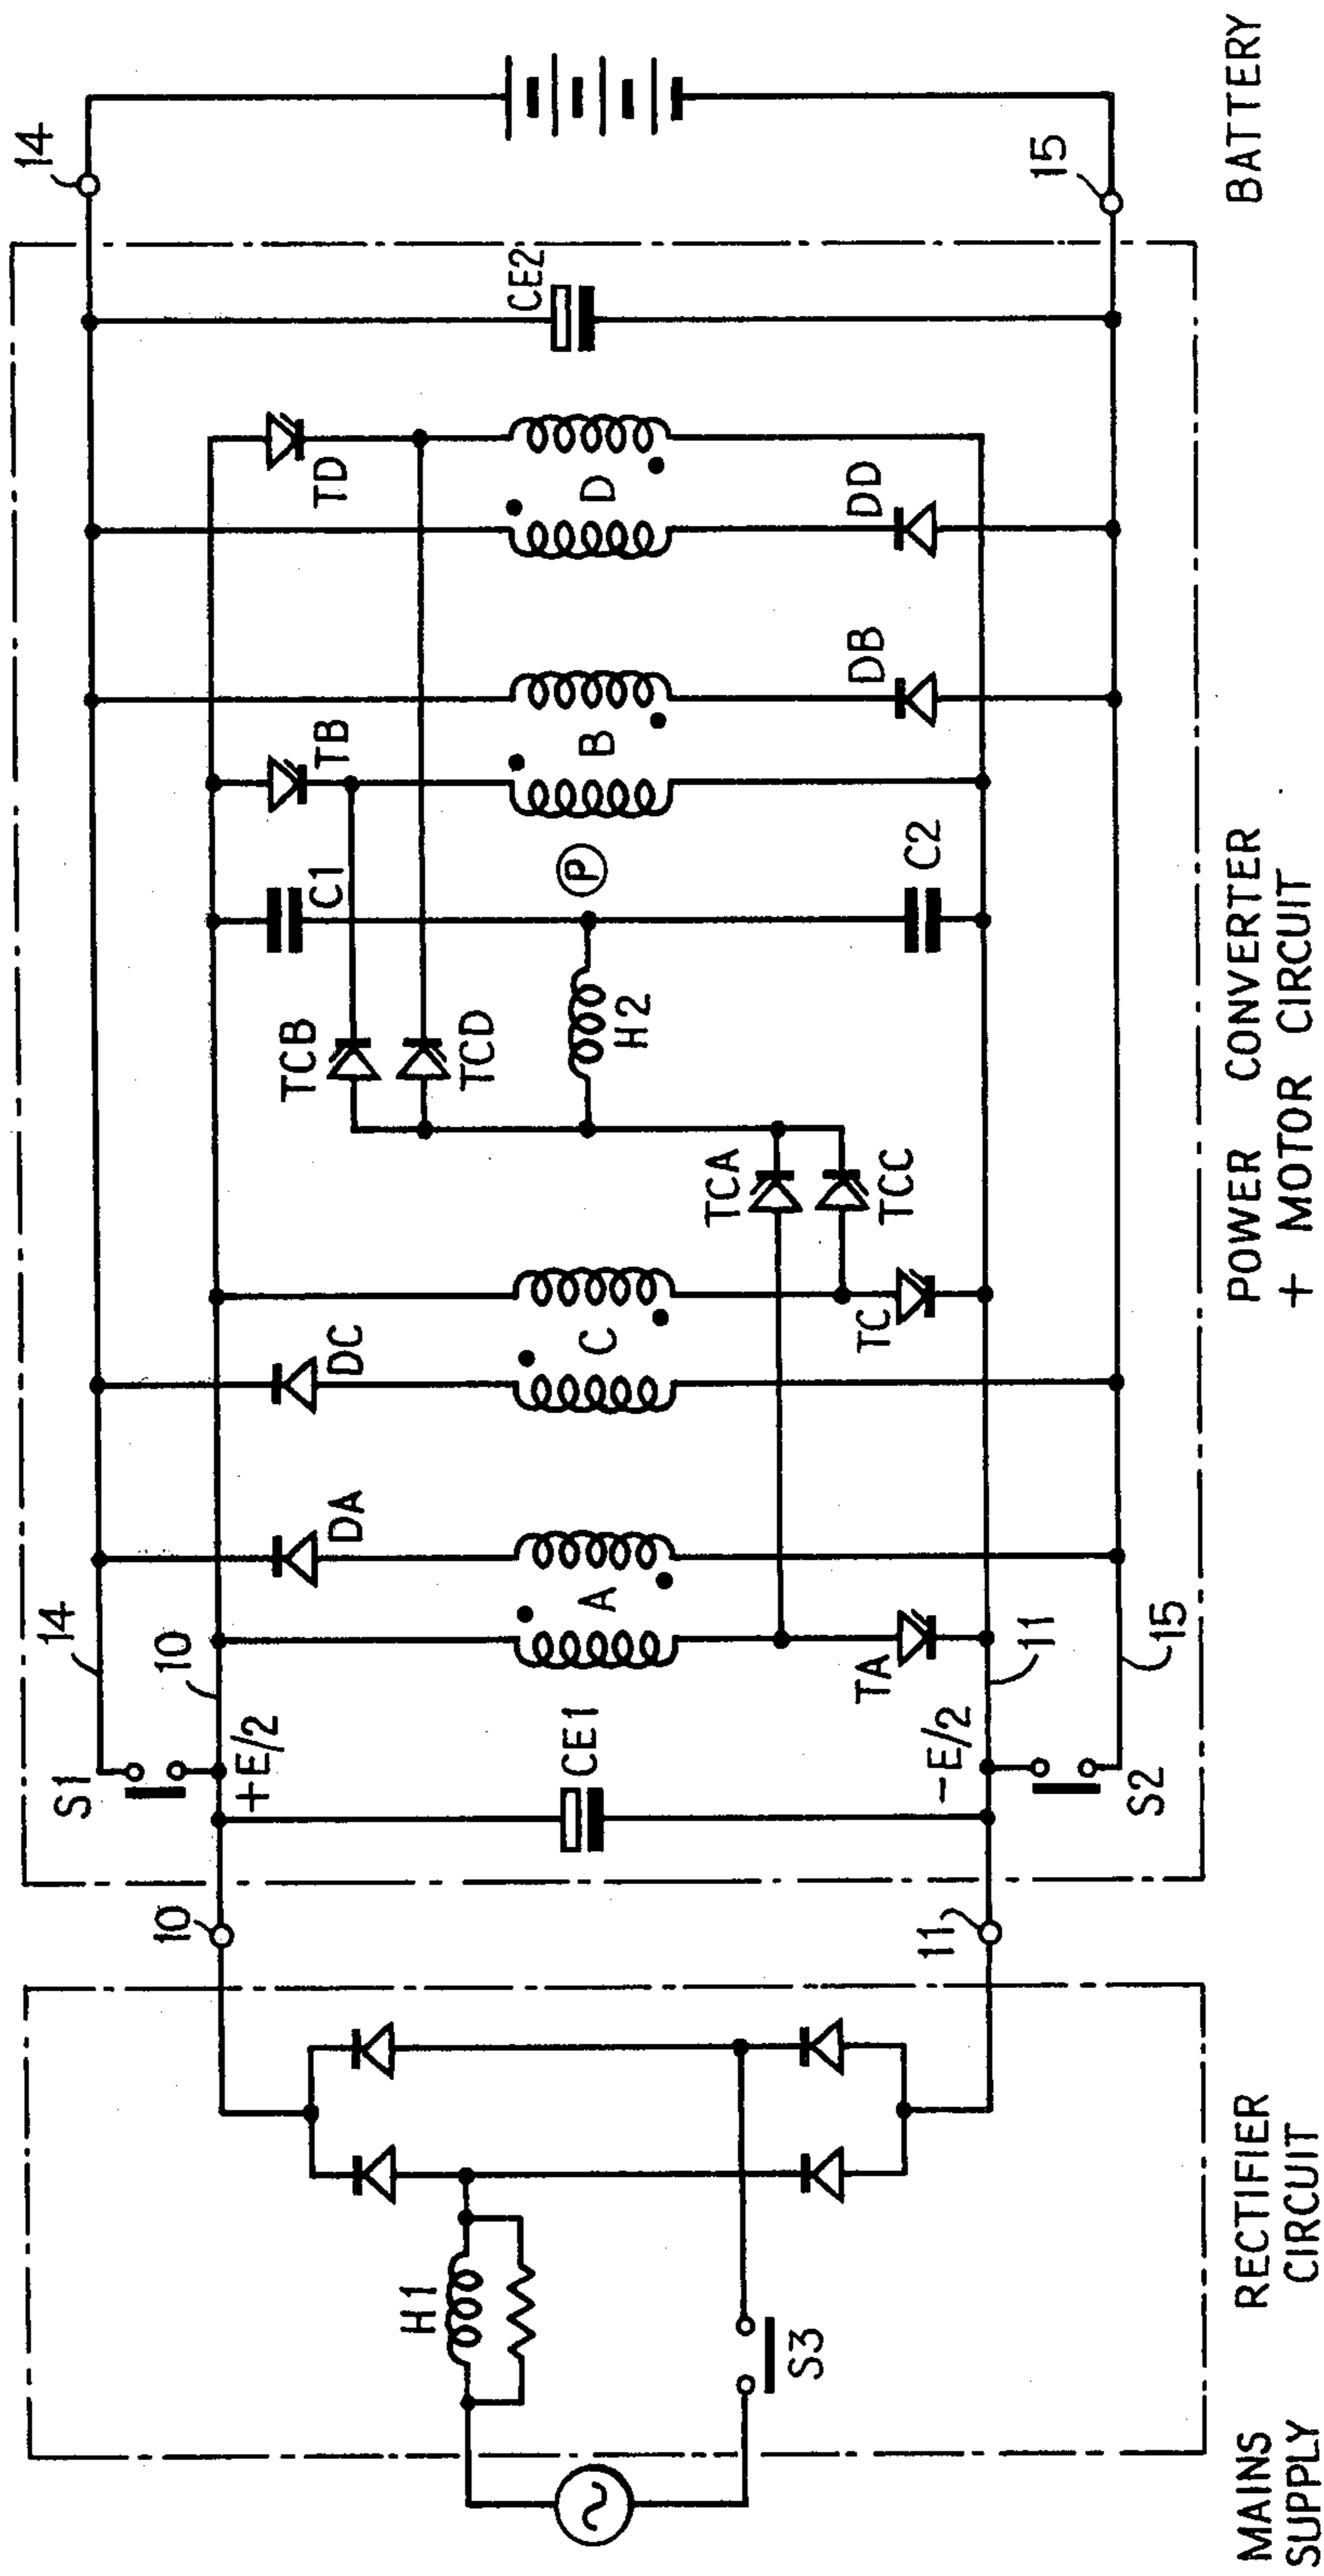 14
15
BATTERY
CE2
TD
D
DD
DB
TB
B
C1
P
C2
TCB
TCD
H2
TCA
TCC
DC
C
TC
DA
A
TA
14
10
11
15
S1
+E/2
CE1
-E/2
S2
POWER CONVERTER
+ MOTOR CIRCUIT
10
11
H1
S3
RECTIFIER
CIRCUIT
MAINS
SUPPLY